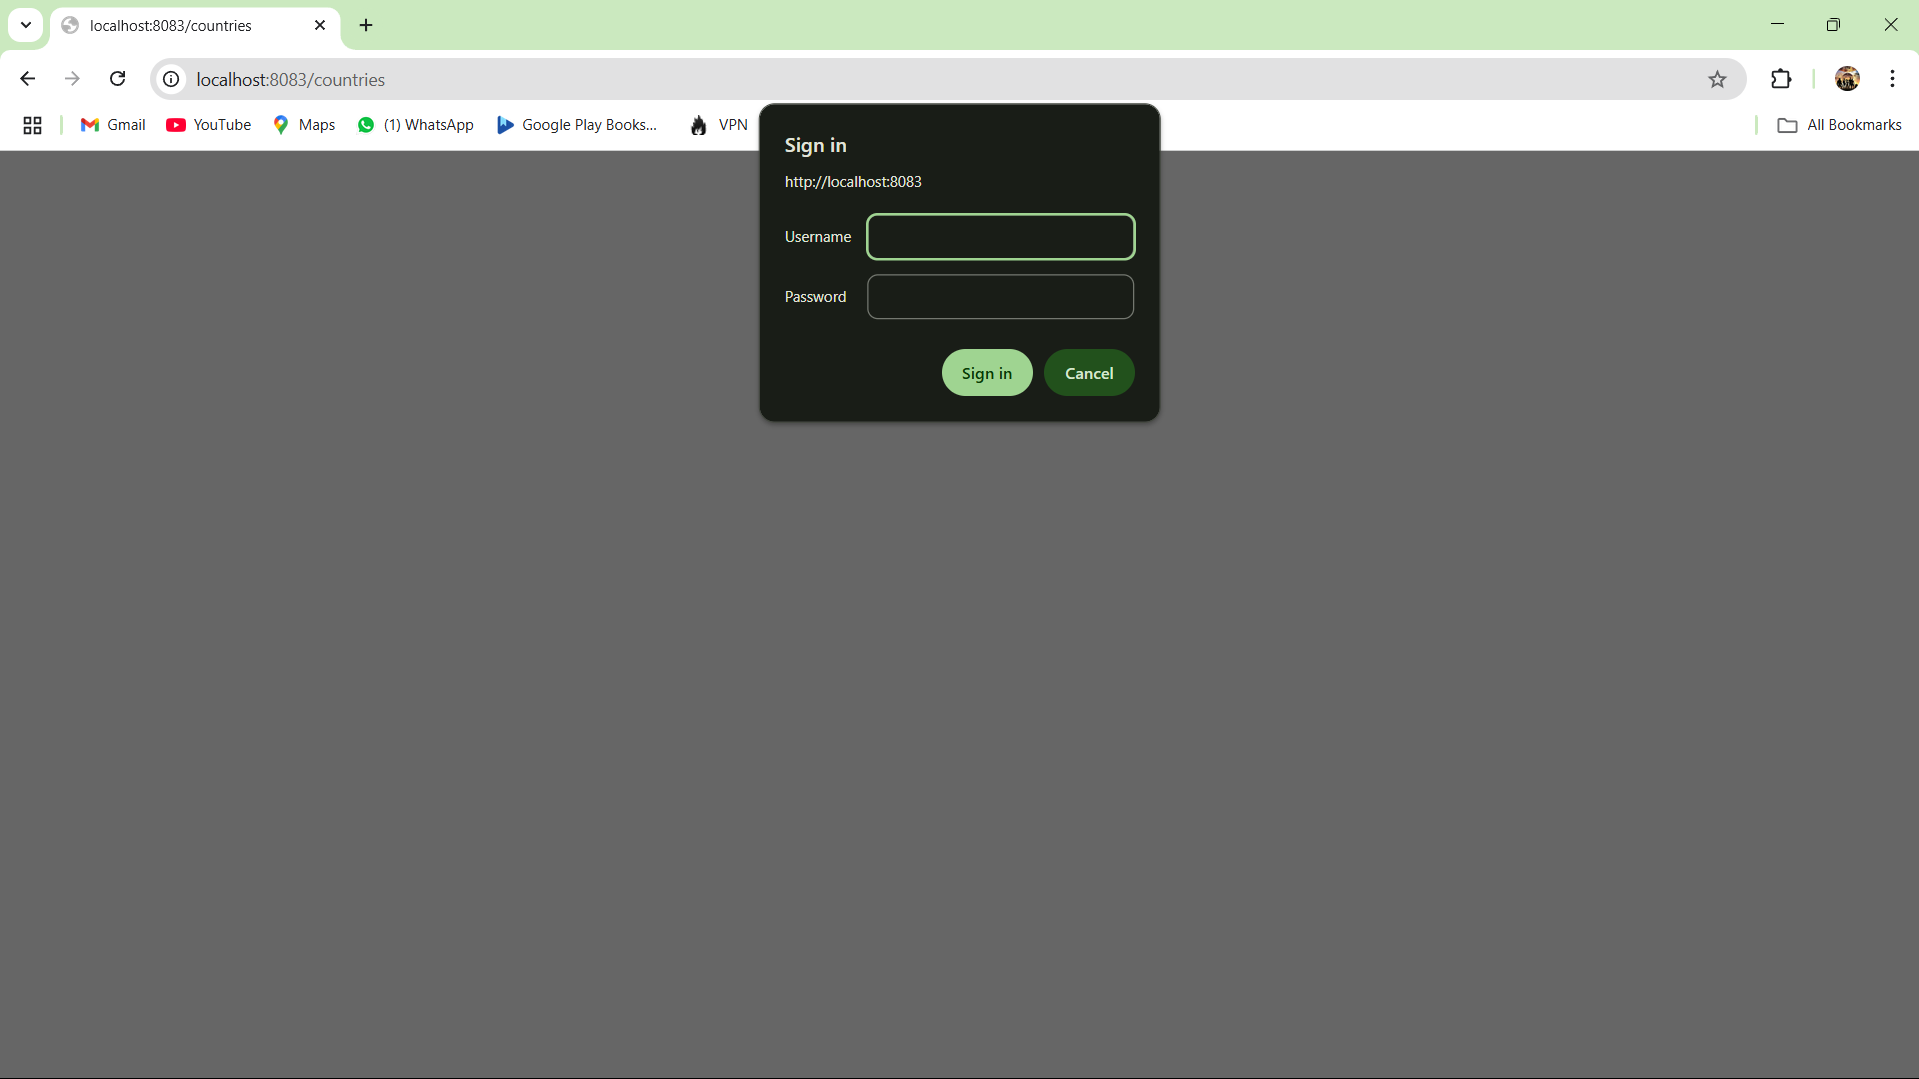 localhost:8083/countries
localhost:8083/countries
Gmail YouTube Maps (1) WhatsApp Google Play Books... VPN All Bookmarks
Sign in
http://localhost:8083
Username
Password
Sign in Cancel